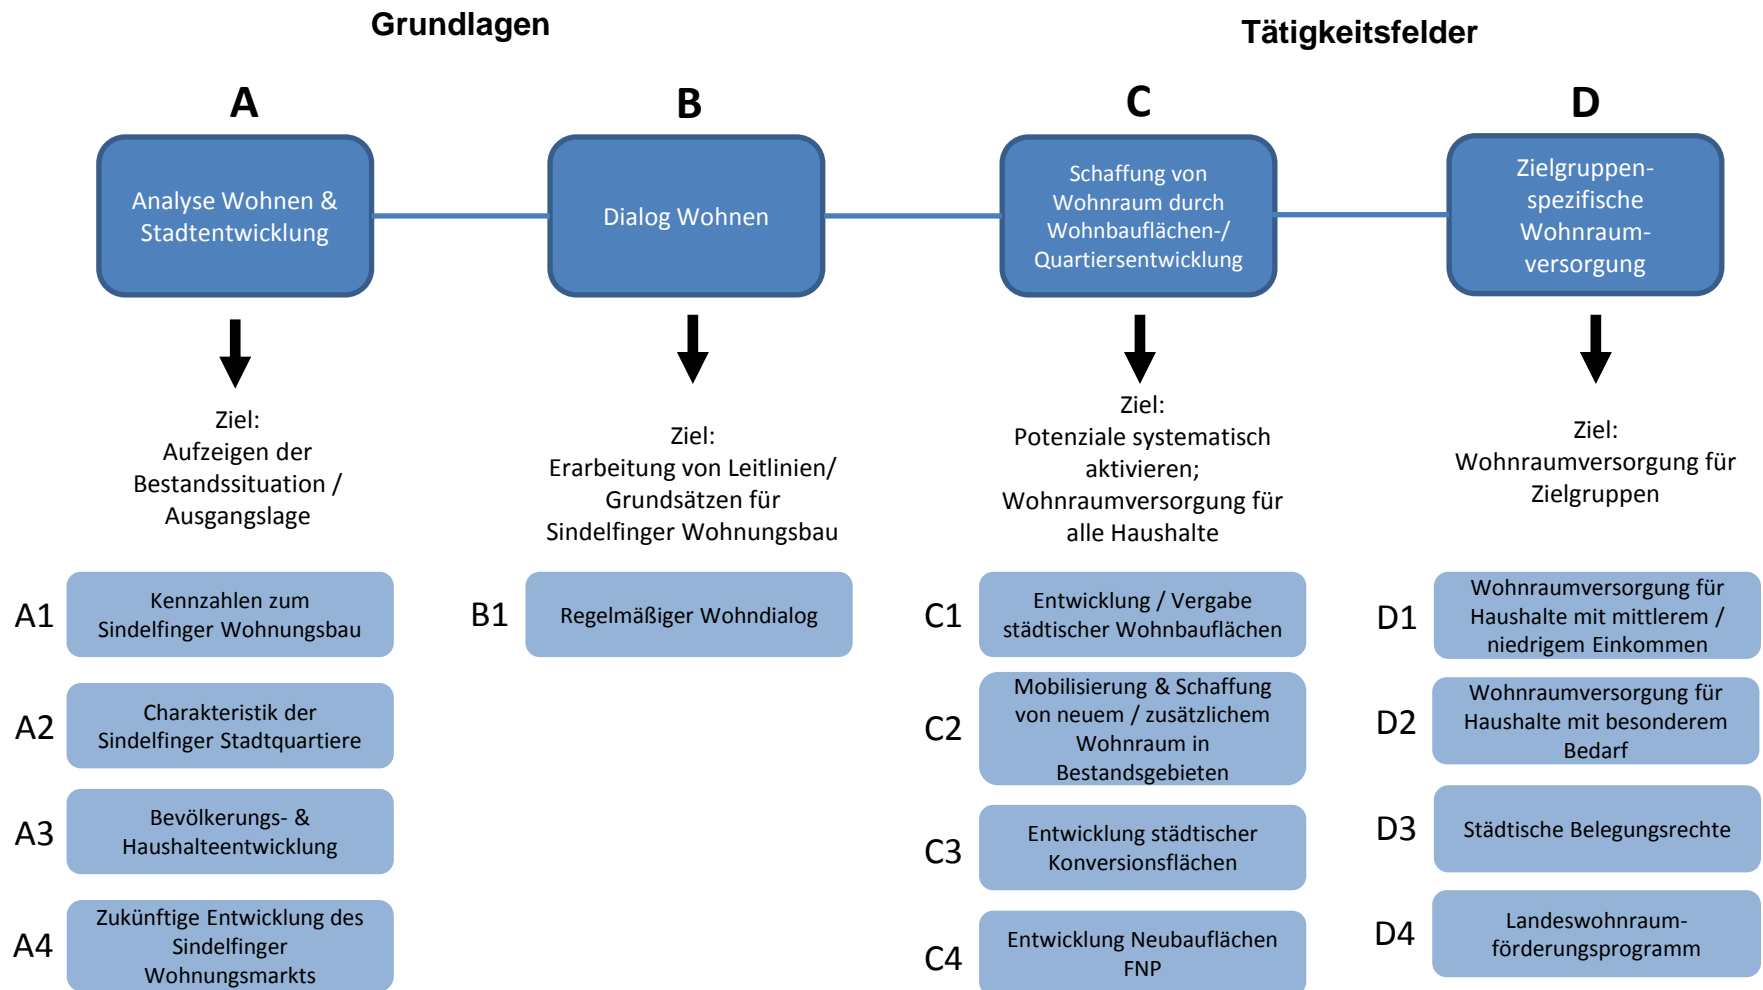 Grundlagen
Tätigkeitsfelder
A
B
C
D
Analyse Wohnen &
Stadtentwicklung
Dialog Wohnen
Schaffung von
Wohnraum durch
Wohnbauflächen-/
Quartiersentwicklung
Zielgruppen-
spezifische
Wohnraum-
versorgung
Ziel:
Aufzeigen der
Bestandssituation /
Ausgangslage
Ziel:
Erarbeitung von Leitlinien/
Grundsätzen für
Sindelfinger Wohnungsbau
Ziel:
Potenziale systematisch
aktivieren;
Wohnraumversorgung für
alle Haushalte
Ziel:
Wohnraumversorgung für
Zielgruppen
A1
Kennzahlen zum
Sindelfinger Wohnungsbau
A2
Charakteristik der
Sindelfinger Stadtquartiere
A3
Bevölkerungs- &
Haushalteentwicklung
A4
Zukünftige Entwicklung des
Sindelfinger
Wohnungsmarkts
B1
Regelmäßiger Wohndialog
C1
Entwicklung / Vergabe
städtischer Wohnbauflächen
C2
Mobilisierung & Schaffung
von neuem / zusätzlichem
Wohnraum in
Bestandsgebieten
C3
Entwicklung städtischer
Konversionsflächen
C4
Entwicklung Neubauflächen
FNP
D1
Wohnraumversorgung für
Haushalte mit mittlerem /
niedrigem Einkommen
D2
Wohnraumversorgung für
Haushalte mit besonderem
Bedarf
D3
Städtische Belegungsrechte
D4
Landeswohnraum-
förderungsprogramm